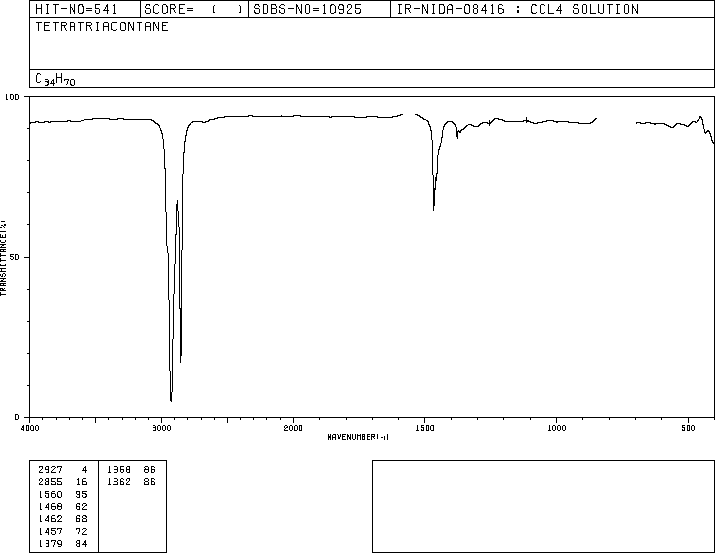 HIT-NO=541 SCORE= ( ) SDBS-NO=10925 IR-NIDA-08416 : CCL4 SOLUTION
TETRATRIACONTANE
C34H70
100
50
0
TRANSMITTANCE(%)
4000 3000 2000 1500 1000 500
WAVENUMBER(-1)
2927 4 1368 86
2855 16 1362 86
1560 95
1468 62
1462 68
1457 72
1379 84